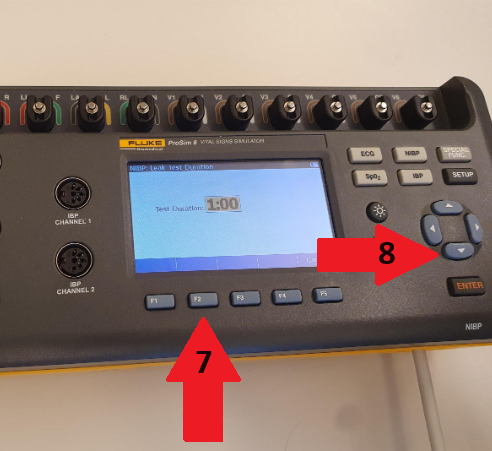 R L F L RL N V1 V2 V3 V4 V5 V6
FLUKE ProSim 8 VITAL SIGNS SIMULATOR
NIBP: Leak Test Duration
Test Duration: 1:00
IBP
CHANNEL 1
IBP
CHANNEL 2
ECG NIBP SPECIAL
FUNC
SpO2 IBP SETUP
8
F1 F2 F3 F4 F5
ENTER
NIBP
7